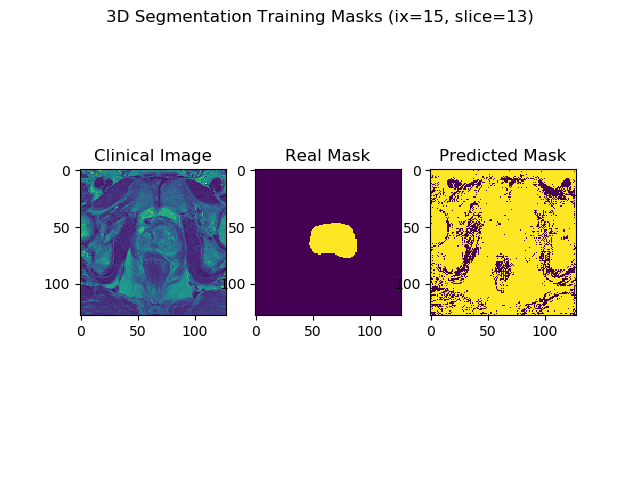 3D Segmentation Training Masks (ix=15, slice=13)
Clinical Image Real Mask Predicted Mask
0 0 0
50 50 50
100 100 100
0 50 100 0 50 100 0 50 100